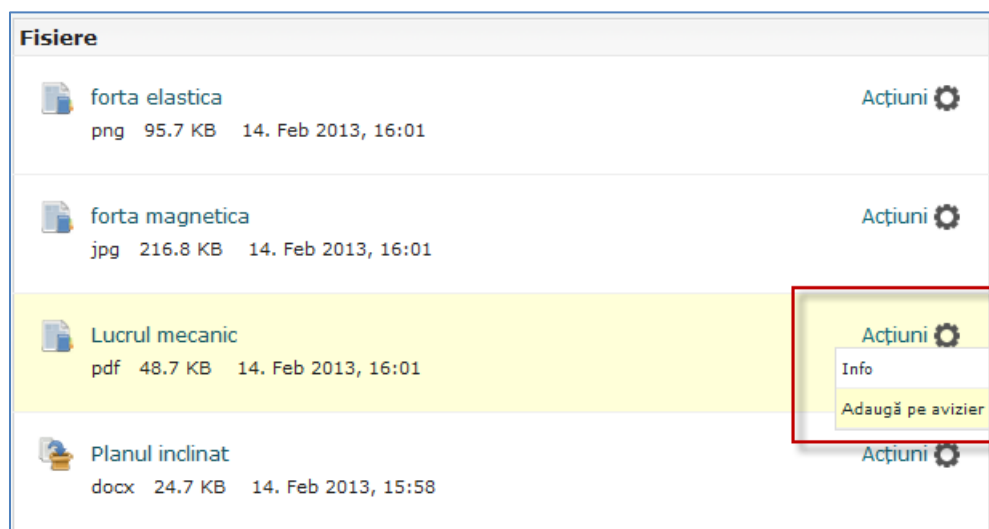 Fisiere
forta elastica Acțiuni
png 95.7 KB 14. Feb 2013, 16:01
forta magnetica Acțiuni
jpg 216.8 KB 14. Feb 2013, 16:01
Lucrul mecanic Acțiuni
pdf 48.7 KB 14. Feb 2013, 16:01
Info
Adaugă pe avizier
Planul inclinat Acțiuni
docx 24.7 KB 14. Feb 2013, 15:58